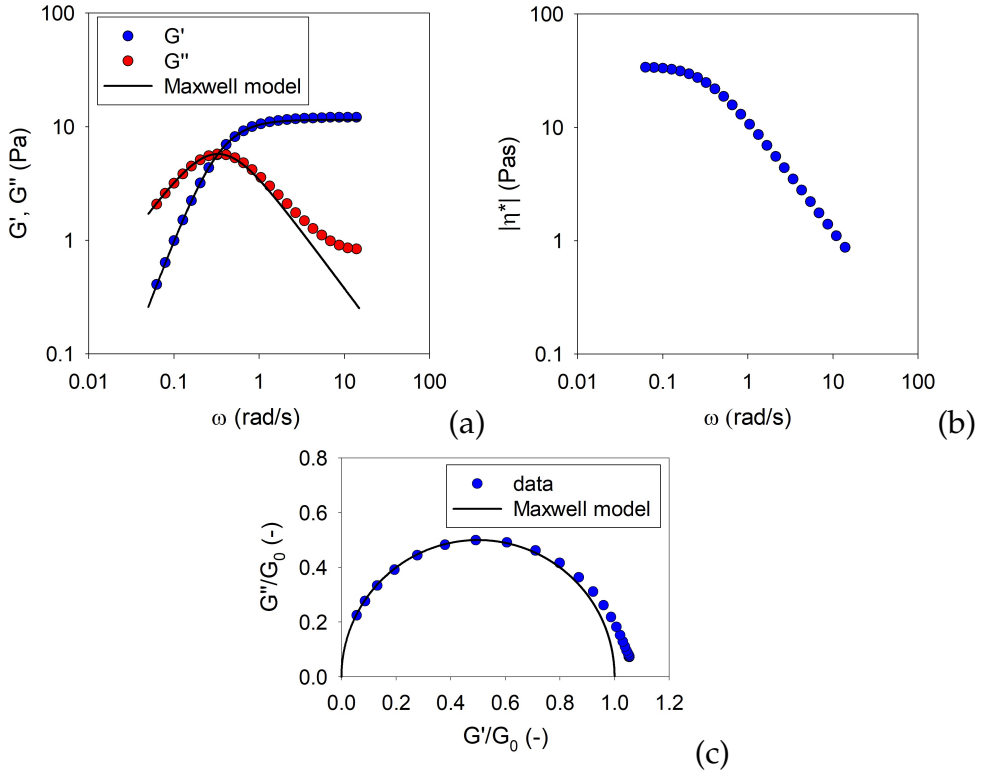 100
10
1
0.1
G', G" (Pa)
G'
G"
Maxwell model
0.01
0.1
1
10
100
ω (rad/s)
(a)
100
10
1
0.1
|η*| (Pas)
0.01
0.1
1
10
100
ω (rad/s)
(b)
0.8
0.6
0.4
0.2
0.0
G"/G₀ (-)
data
Maxwell model
0.0
0.2
0.4
0.6
0.8
1.0
1.2
G'/G₀ (-)
(c)